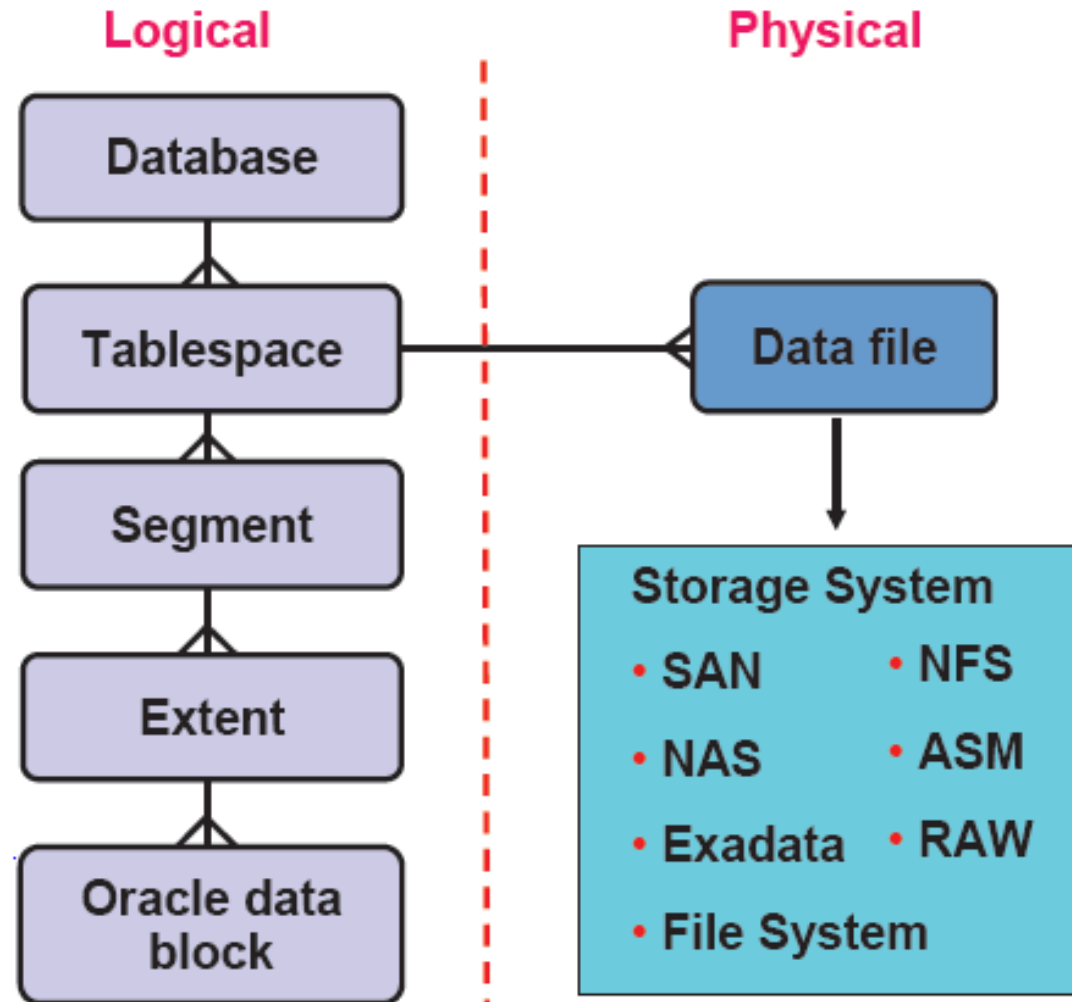 Logical
Physical
Database
Tablespace
Data file
Segment
Extent
Oracle data
block
Storage System
• SAN
• NFS
• NAS
• ASM
• Exadata
• RAW
• File System